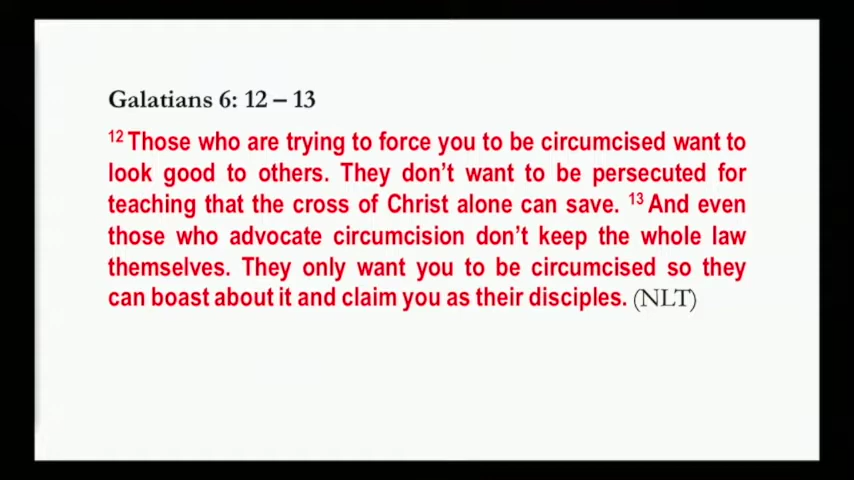 Galatians 6: 12 – 13
¹² Those who are trying to force you to be circumcised want to
look good to others. They don’t want to be persecuted for
teaching that the cross of Christ alone can save. ¹³ And even
those who advocate circumcision don’t keep the whole law
themselves. They only want you to be circumcised so they
can boast about it and claim you as their disciples. (NLT)